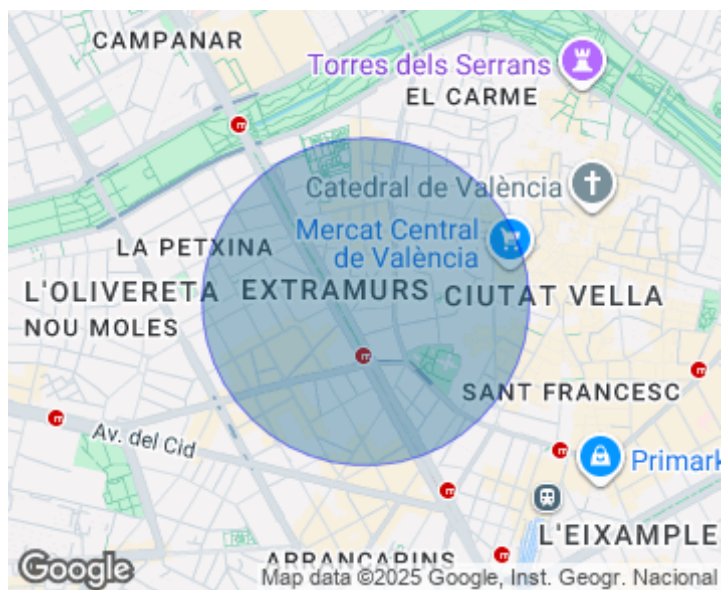 CAMPANAR
Torres dels Serrans
EL CARME
Catedral de València
Mercat Central
de València
LA PETXINA
L'OLIVERETA
EXTRAMURS
CIUTAT VELLA
NOU MOLES
SANT FRANCESC
Av. del Cid
Primark
L'EIXAMPLE
ARRANCAPINS
Google
Map data ©2025 Google, Inst. Geogr. Nacional